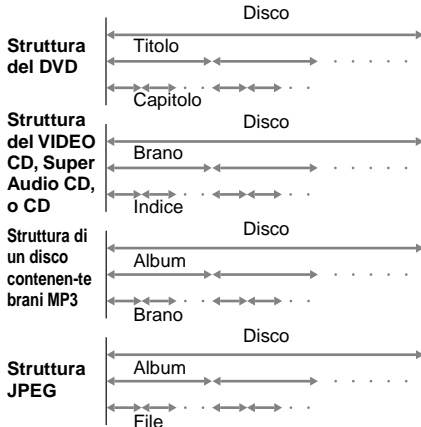 Disco
Struttura
del DVD
Titolo
Capitolo
Struttura
del VIDEO
CD, Super
Audio CD,
o CD
Disco
Brano
Indice
Struttura di
un disco
contenen-te
brani MP3
Disco
Album
Brano
Struttura
JPEG
Disco
Album
File